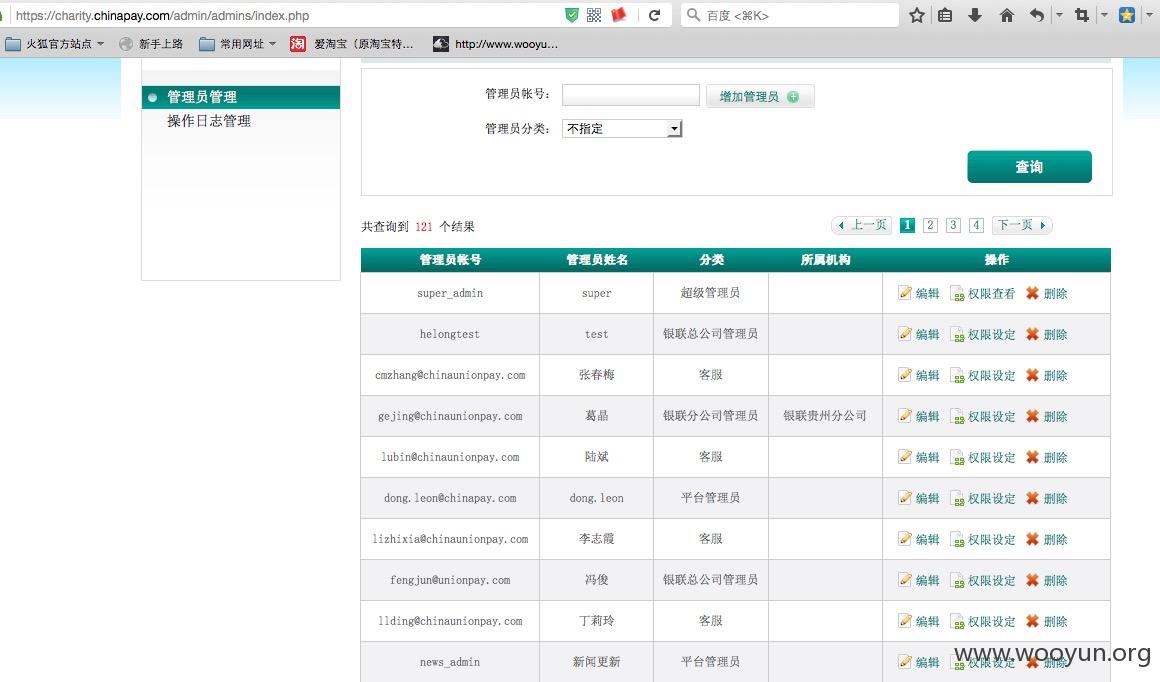 https://charity.chinapay.com/admin/admins/index.php
百度 <⌘K>
火狐官方站点
新手上路
常用网址
淘
爱淘宝（原淘宝特...
http://www.wooyu...
管理员管理
操作日志管理
管理员帐号：
增加管理员
管理员分类： 不指定
查询
共查询到 121 个结果
上一页 1 2 3 4 下一页
管理员帐号 管理员姓名 分类 所属机构 操作
super_admin super 超级管理员 编辑 权限查看 删除
helongtest test 银联总公司管理员 编辑 权限设定 删除
cmzhang@chinaunionpay.com 张春梅 客服 编辑 权限设定 删除
gejing@chinaunionpay.com 葛晶 银联分公司管理员 银联贵州分公司 编辑 权限设定 删除
lubin@chinaunionpay.com 陆斌 客服 编辑 权限设定 删除
dong.leon@chinapay.com dong.leon 平台管理员 编辑 权限设定 删除
lizhixia@chinaunionpay.com 李志霞 客服 编辑 权限设定 删除
fengjun@unionpay.com 冯俊 银联总公司管理员 编辑 权限设定 删除
llding@chinaunionpay.com 丁莉玲 客服 编辑 权限设定 删除
news_admin 新闻更新 平台管理员 编辑 权限设定 删除
www.wooyun.org